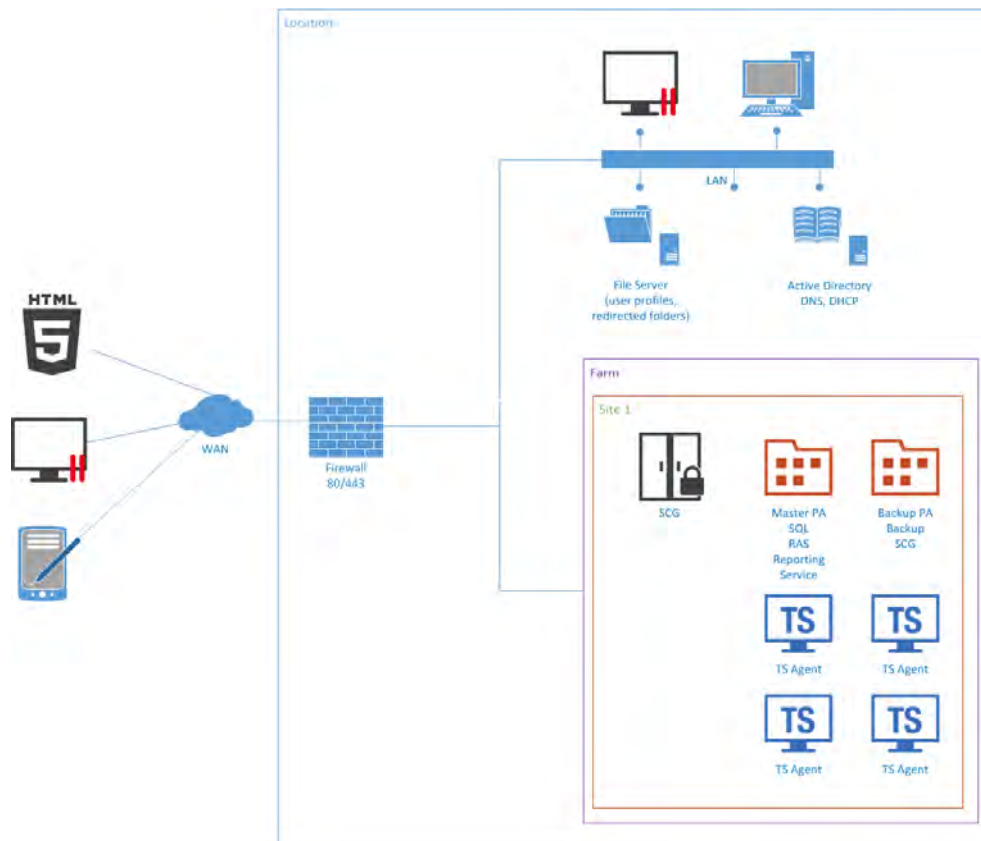 Location
LAN
File Server
(user profiles,
redirected folders)
Active Directory
DNS, DHCP
HTML
5
WAN
Firewall
80/443
Farm
Site 1
SCG
Master PA
SQL
RAS
Reporting
Service
Backup PA
Backup
SCG
TS
TS Agent
TS
TS Agent
TS
TS Agent
TS
TS Agent